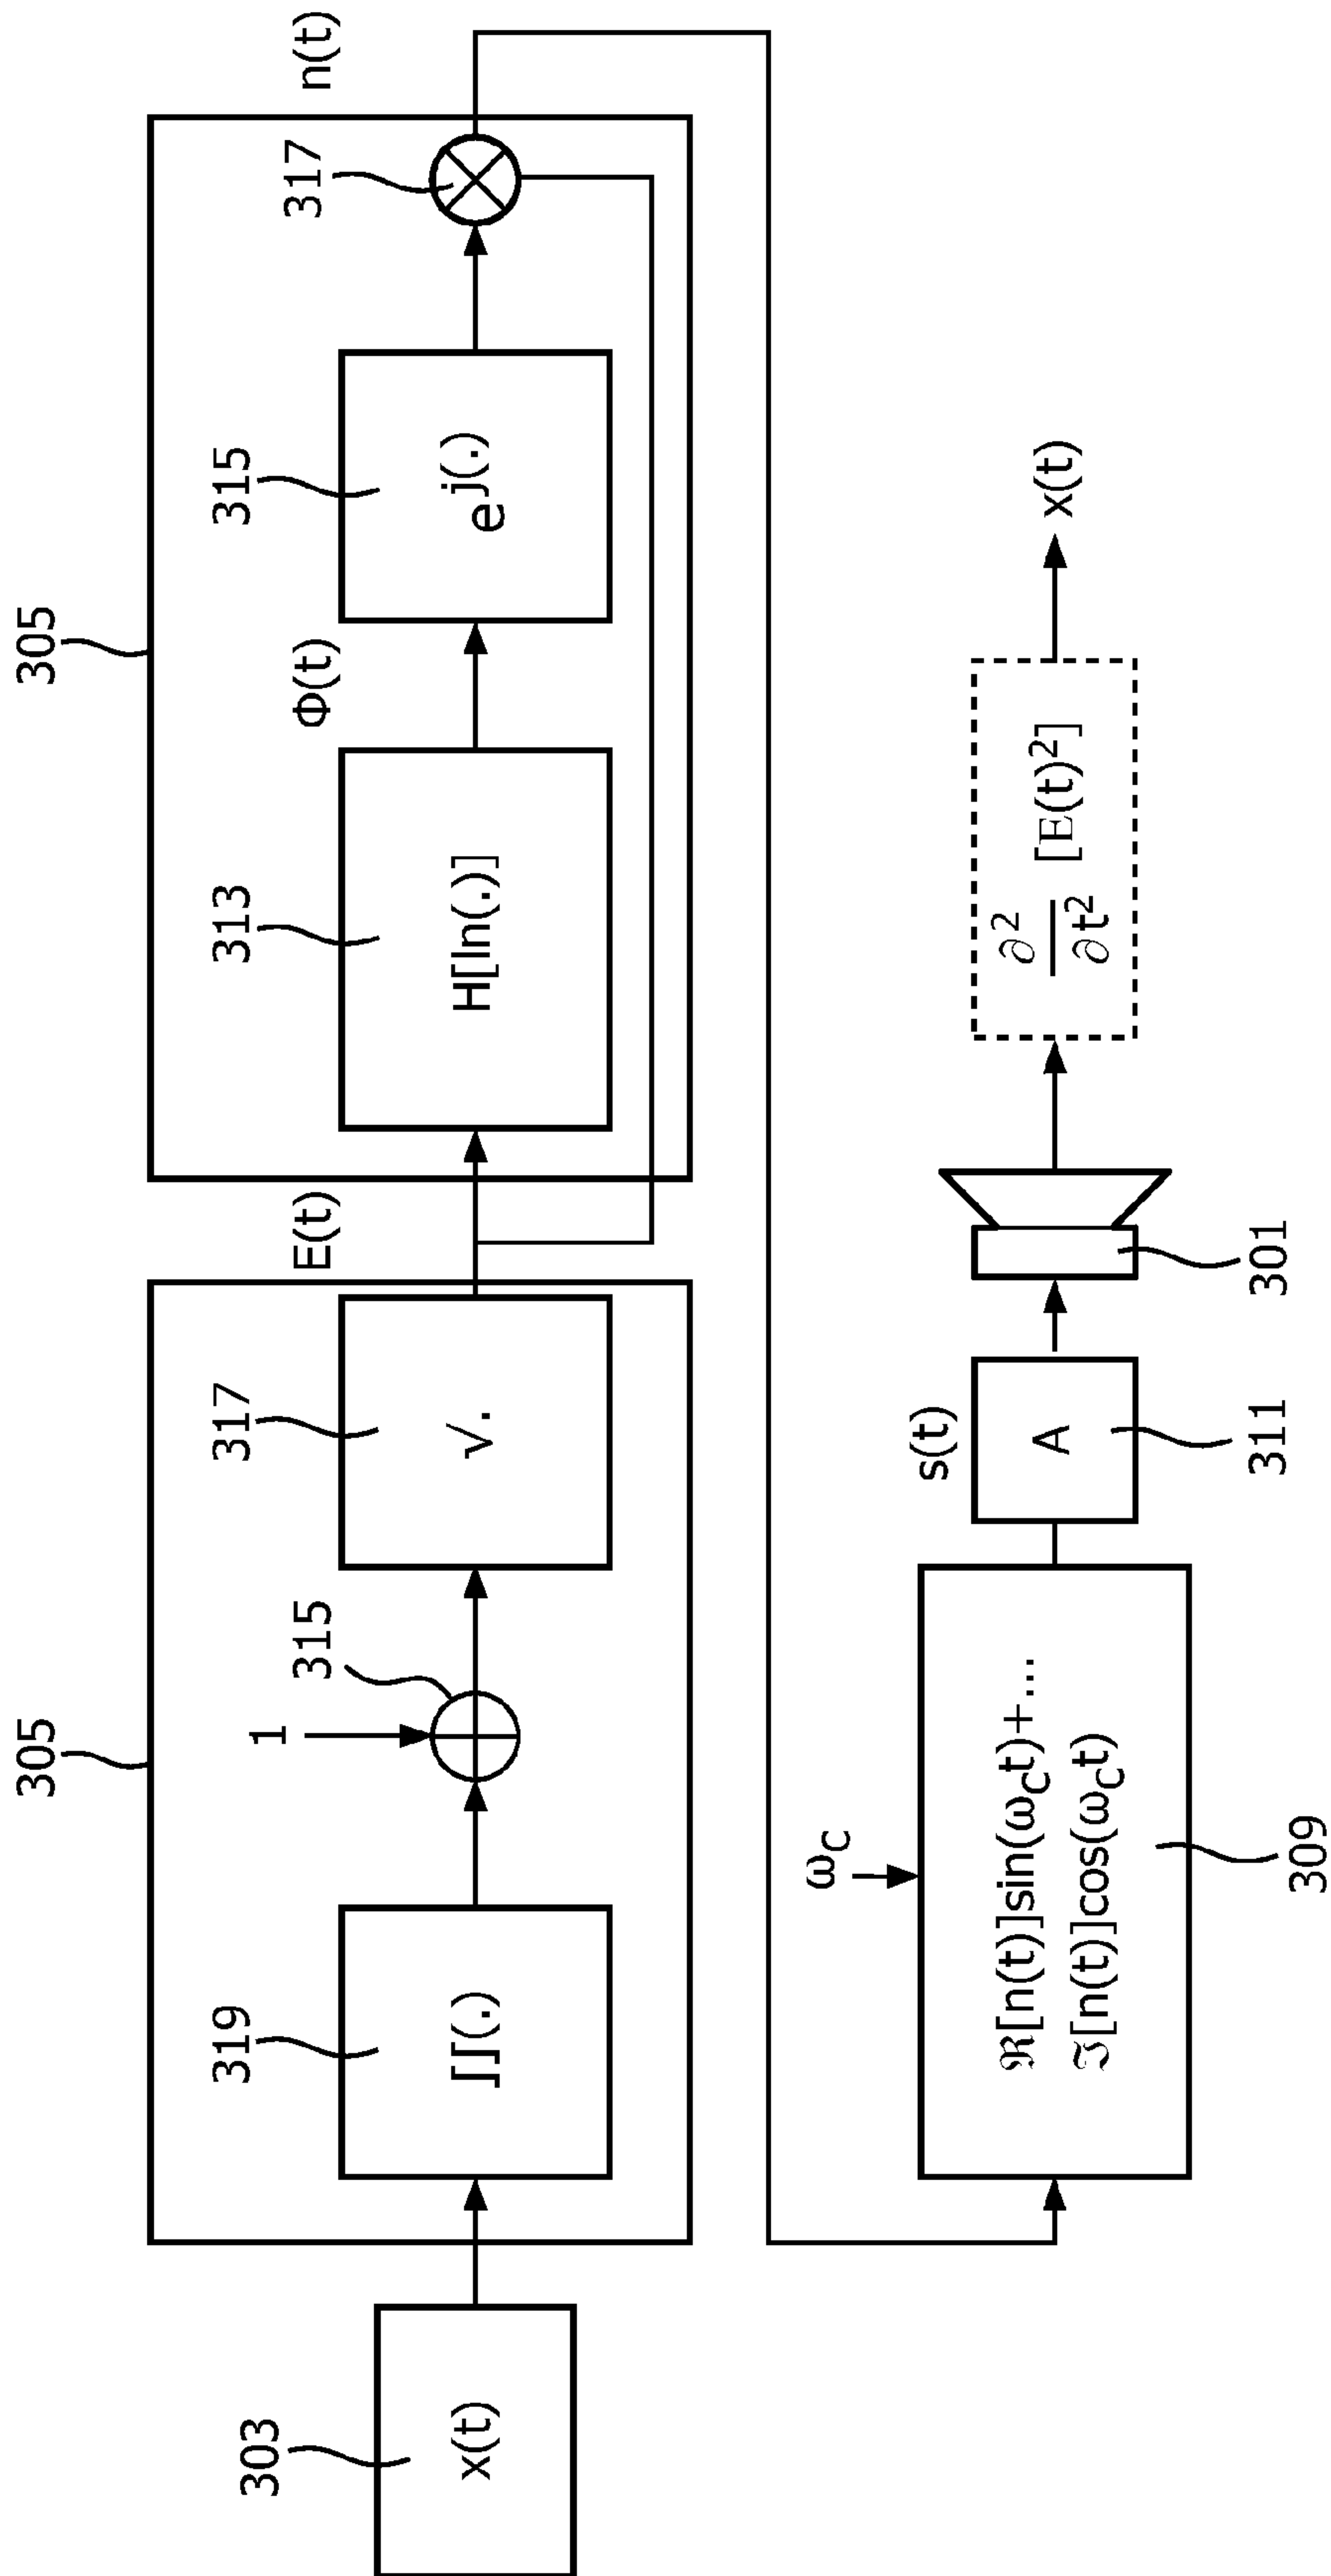 305
305
303
319
1
315
317
E(t)
313
Φ(t)
315
317
n(t)
x(t)
∫∫(.)
√.
H[ln(.)]
e^j(.)
ω_C
s(t)
ℜ[n(t)]sin(ω_C t)+...
ℑ[n(t)]cos(ω_C t)
A
∂²/∂t² [E(t)²]
x(t)
309
311
301